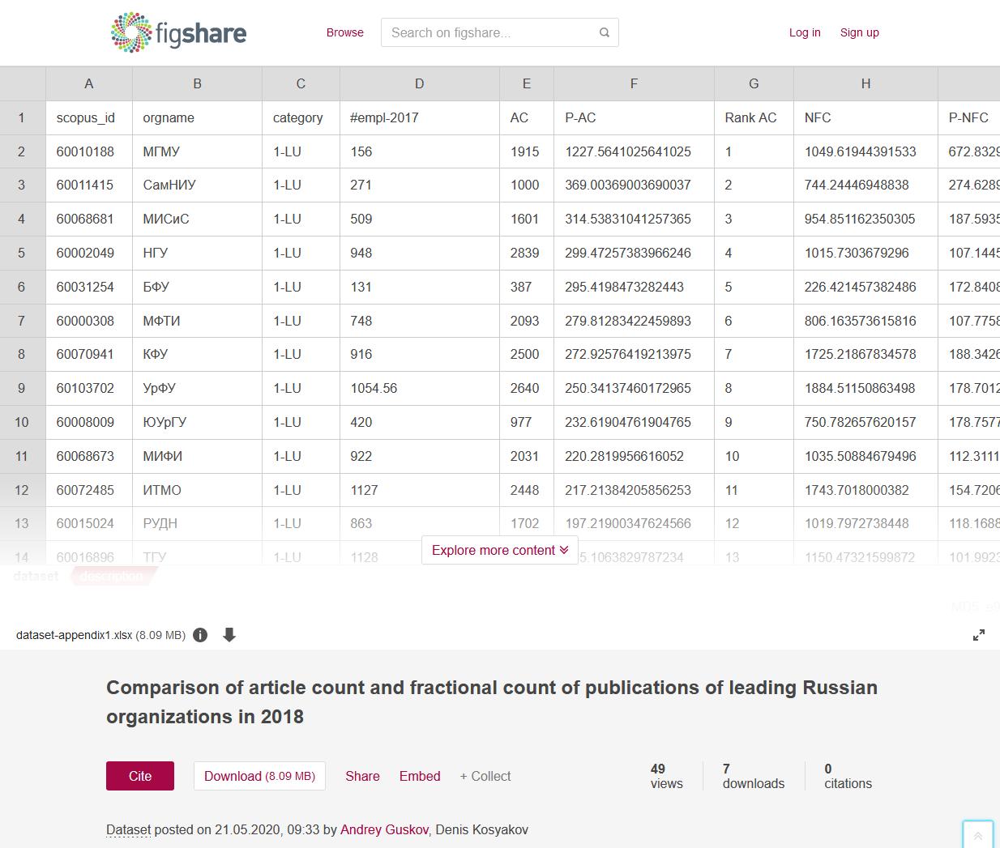 figshare Browse Search on figshare... Log in Sign up
A B C D E F G H
1 scopus_id orgname category #empl-2017 AC P-AC Rank AC NFC P-NFC
2 60010188 МГМУ 1-LU 156 1915 1227.5641025641025 1 1049.61944391533 672.8329
3 60011415 СамНИУ 1-LU 271 1000 369.00369003690037 2 744.24446948838 274.6289
4 60068681 МИСиС 1-LU 509 1601 314.53831041257365 3 954.851162350305 187.5935
5 60002049 НГУ 1-LU 948 2839 299.47257383966246 4 1015.7303679296 107.1445
6 60031254 БФУ 1-LU 131 387 295.4198473282443 5 226.421457382486 172.8408
7 60000308 МФТИ 1-LU 748 2093 279.81283422459893 6 806.163573615816 107.7758
8 60070941 КФУ 1-LU 916 2500 272.92576419213975 7 1725.21867834578 188.3426
9 60103702 УрФУ 1-LU 1054.56 2640 250.34137460172965 8 1884.51150863498 178.7012
10 60008009 ЮУрГУ 1-LU 420 977 232.61904761904765 9 750.782657620157 178.7577
11 60068673 МИФИ 1-LU 922 2031 220.2819956616052 10 1035.50884679496 112.3111
12 60072485 ИТМО 1-LU 1127 2448 217.21384205856253 11 1743.7018000382 154.7206
13 60015024 РУДН 1-LU 863 1702 197.21900347624566 12 1019.7972738448 118.1688
14 60016896 ТГУ 1-LU 1128 5.1063829787234 13 1150.47321599872 101.9923
Explore more content
dataset description
MD5: e9
dataset-appendix1.xlsx (8.09 MB)
Comparison of article count and fractional count of publications of leading Russian
organizations in 2018
Cite Download (8.09 MB) Share Embed + Collect
49 7 0
views downloads citations
Dataset posted on 21.05.2020, 09:33 by Andrey Guskov, Denis Kosyakov